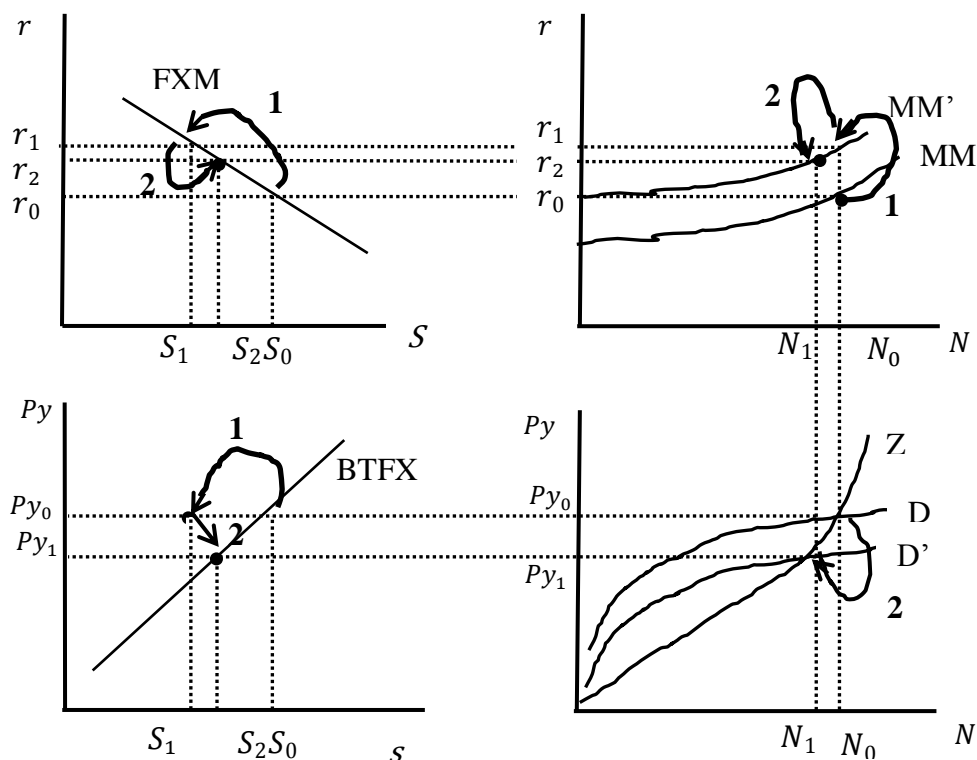 r
FXM
1
r₁
r₂
r₀
2
S₁
S₂S₀
S
r
2
MM’
r₁
r₂
MM
r₀
1
N₁
N₀
N
Py
1
BTFX
Py₀
2
Py₁
S₁
S₂S₀
s
Py
Z
Py₀
D
D’
Py₁
2
N₁
N₀
N